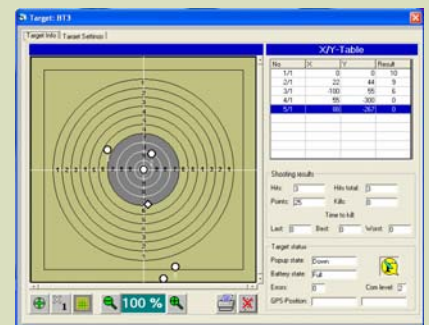 Target: BT3
Target Info Target Settings
X/Y-Table
No X Y Result
1/1 0 0 10
2/1 22 44 9
3/1 -100 55 6
4/1 55 -300 0
5/1 88 -267 0
Shooting results
Hits: 3 Hits total: 3
Points: 25 Kills: 0
Time to kill
Last: 0 Best: 0 Worst: 0
Target status
Popup state: Down
Battery state: Full
Errors: 0 Com level: 2
GPS-Position:
100 %